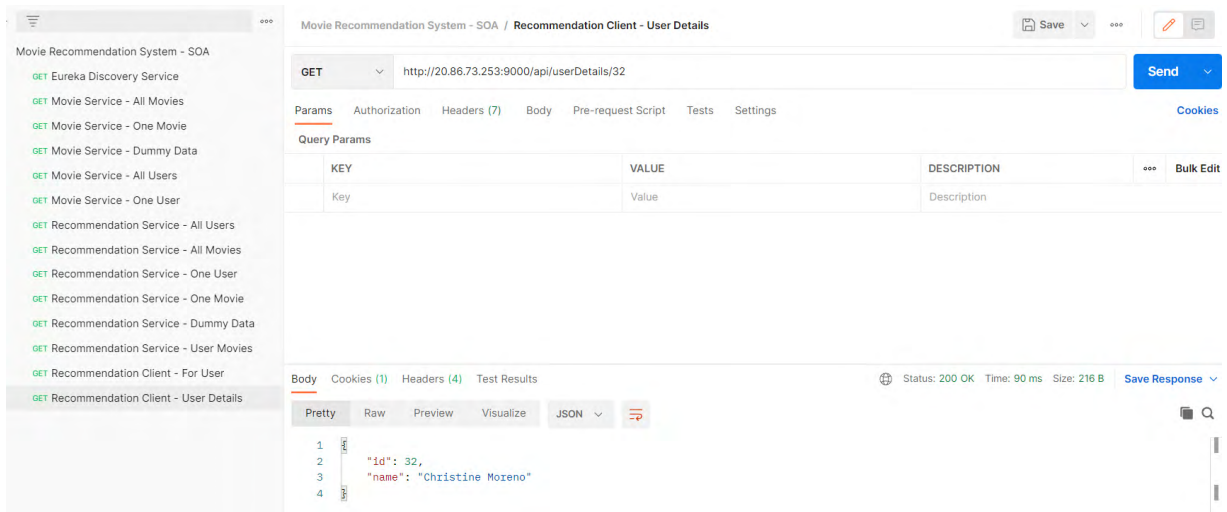 Movie Recommendation System - SOA
GET Eureka Discovery Service
GET Movie Service - All Movies
GET Movie Service - One Movie
GET Movie Service - Dummy Data
GET Movie Service - All Users
GET Movie Service - One User
GET Recommendation Service - All Users
GET Recommendation Service - All Movies
GET Recommendation Service - One User
GET Recommendation Service - One Movie
GET Recommendation Service - Dummy Data
GET Recommendation Service - User Movies
GET Recommendation Client - For User
GET Recommendation Client - User Details
Movie Recommendation System - SOA / Recommendation Client - User Details
Save
GET http://20.86.73.253:9000/api/userDetails/32 Send
Params Authorization Headers (7) Body Pre-request Script Tests Settings Cookies
Query Params
KEY VALUE DESCRIPTION Bulk Edit
Key Value Description
Body Cookies (1) Headers (4) Test Results Status: 200 OK Time: 90 ms Size: 216 B Save Response
Pretty Raw Preview Visualize JSON
1 {
2 "id": 32,
3 "name": "Christine Moreno"
4 }